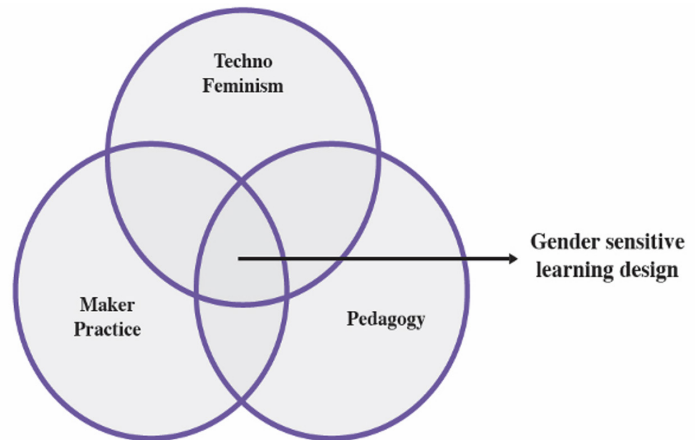 Techno
Feminism
Gender sensitive
learning design
Maker
Practice
Pedagogy